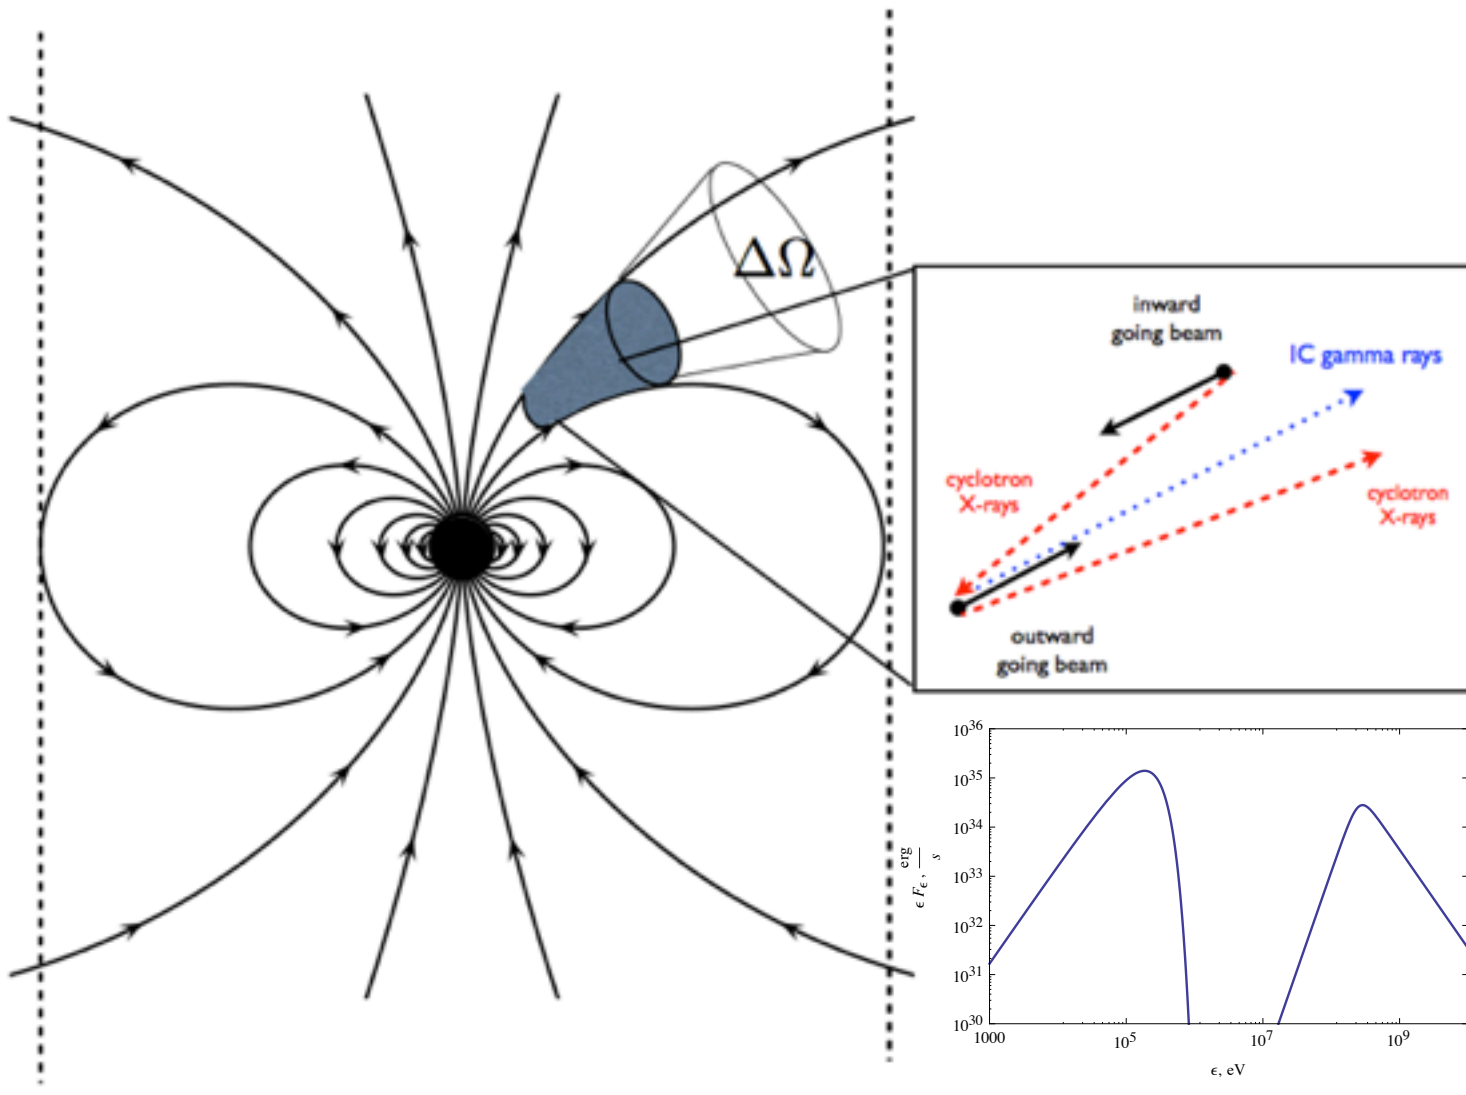 ΔΩ
inward
going beam
IC gamma rays
cyclotron
X-rays
cyclotron
X-rays
outward
going beam
10^36
10^35
10^34
10^33
10^32
10^31
10^30
ϵ F_ϵ, erg/s
1000
10^5
10^7
10^9
ϵ, eV